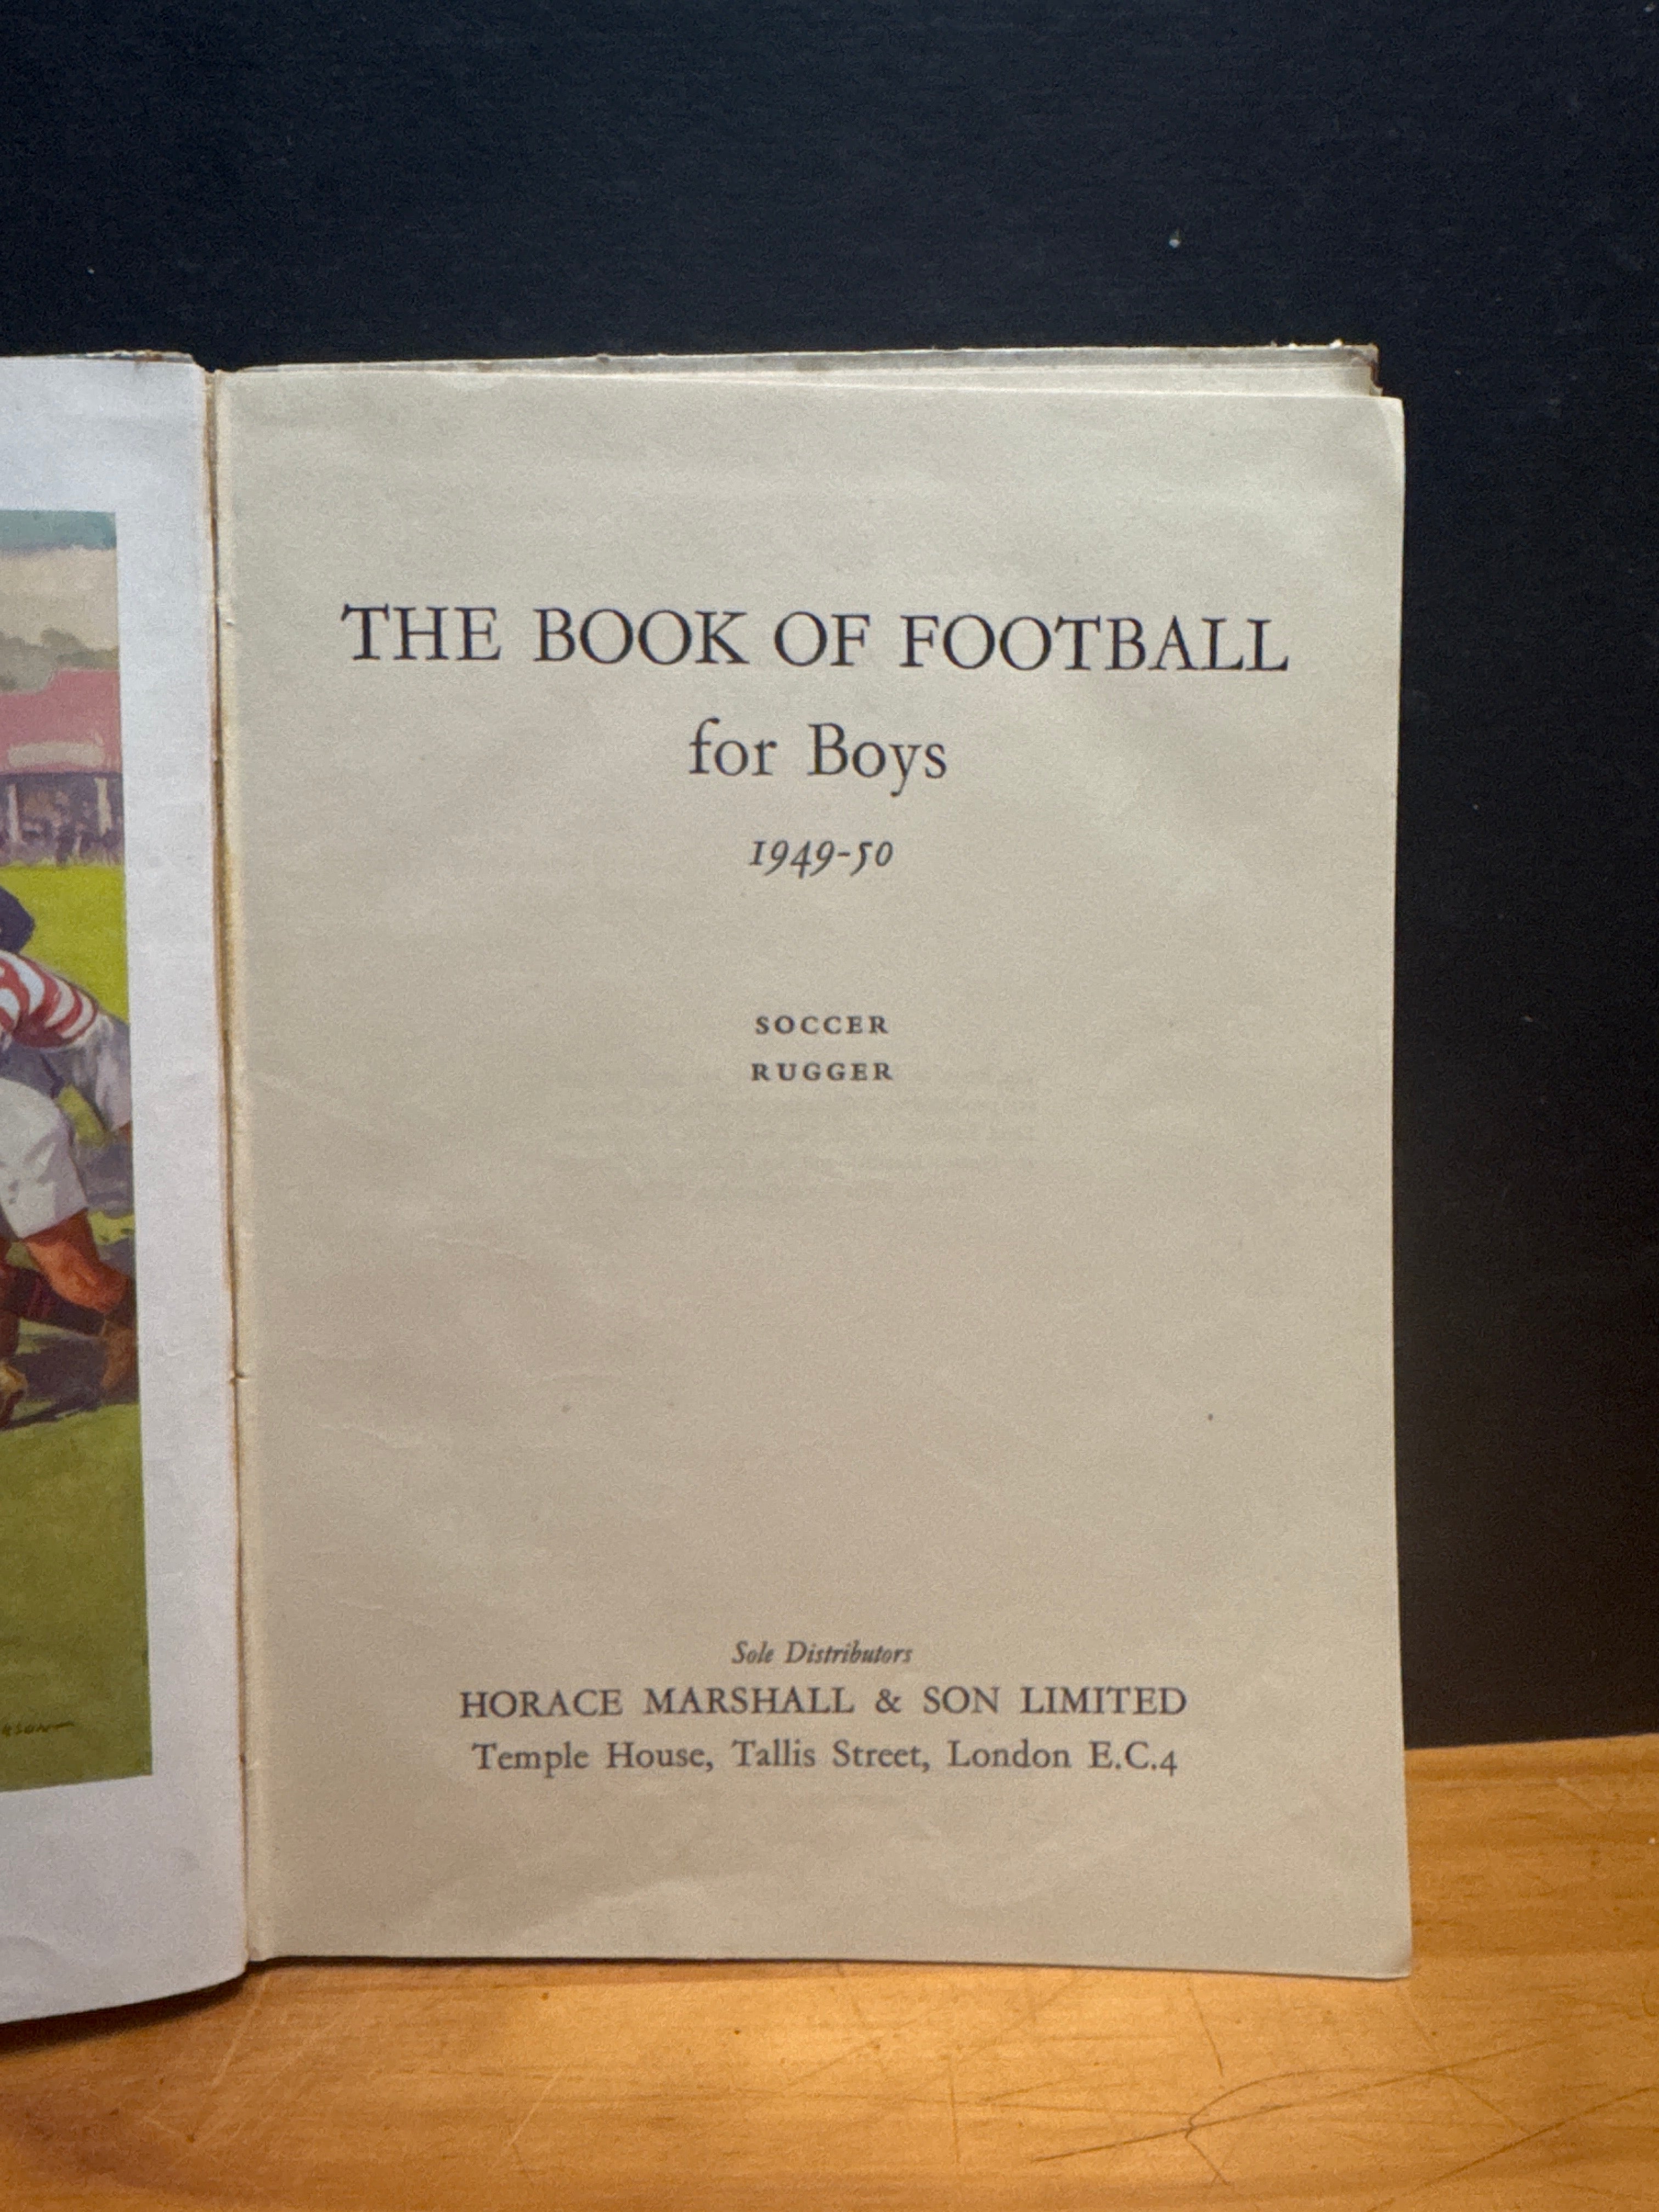 THE BOOK OF FOOTBALL
for Boys
1949-50
SOCCER
RUGGER
Sole Distributors
HORACE MARSHALL & SON LIMITED
Temple House, Tallis Street, London E.C.4